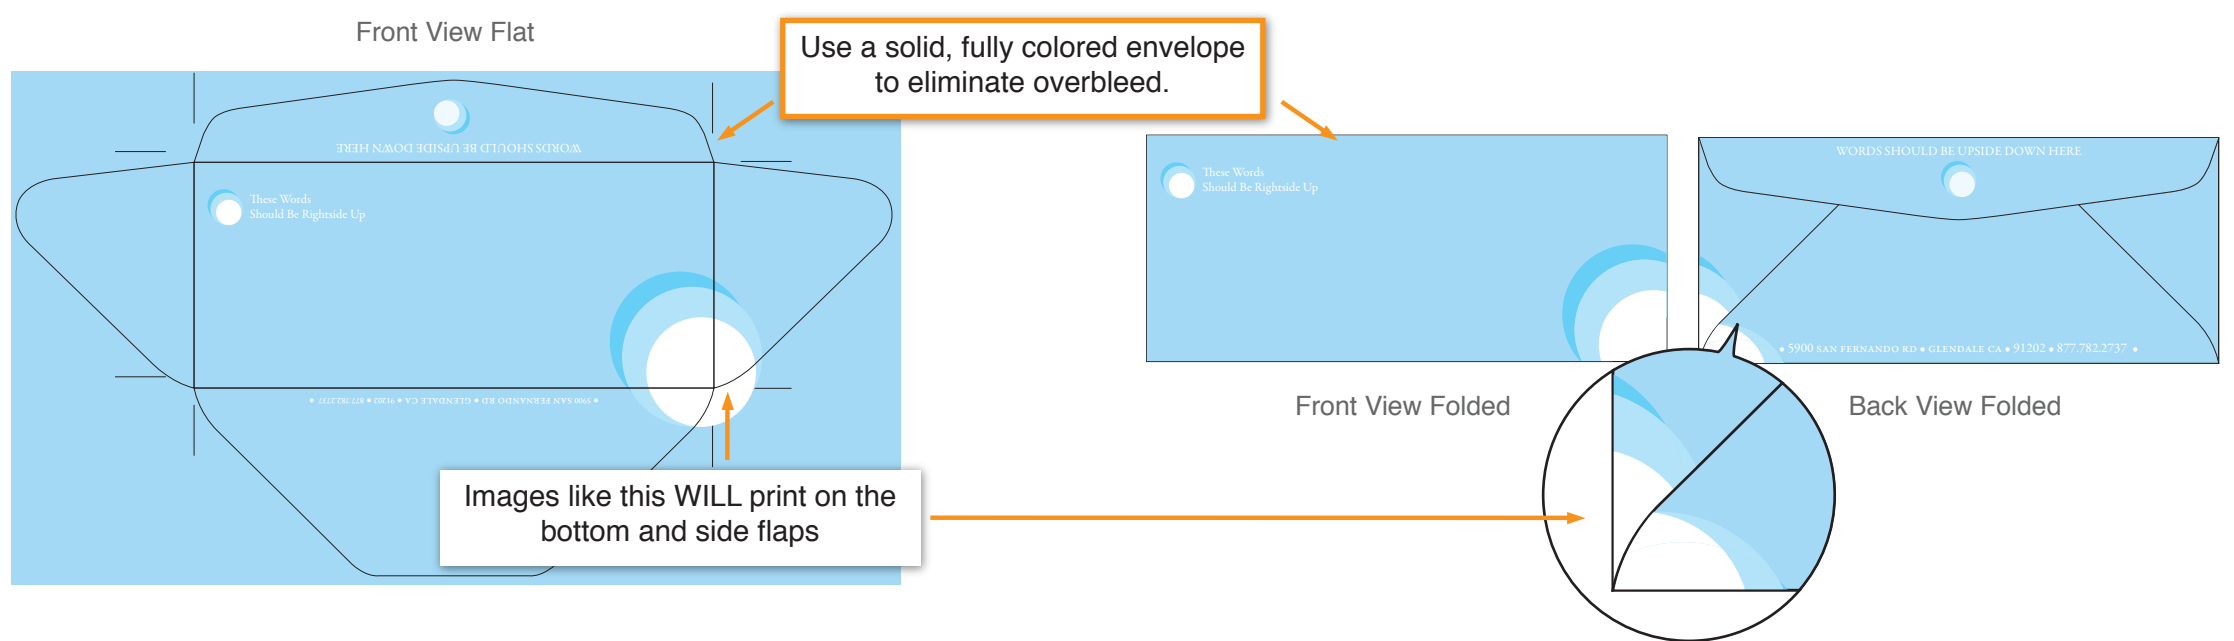 Front View Flat
Use a solid, fully colored envelope
to eliminate overbleed.
WORDS SHOULD BE UPSIDE DOWN HERE
These Words
Should Be Rightside Up
• 5900 SAN FERNANDO RD • GLENDALE CA • 91202 • 877.782.2737 •
Images like this WILL print on the
bottom and side flaps
These Words
Should Be Rightside Up
Front View Folded
WORDS SHOULD BE UPSIDE DOWN HERE
• 5900 SAN FERNANDO RD • GLENDALE CA • 91202 • 877.782.2737 •
Back View Folded